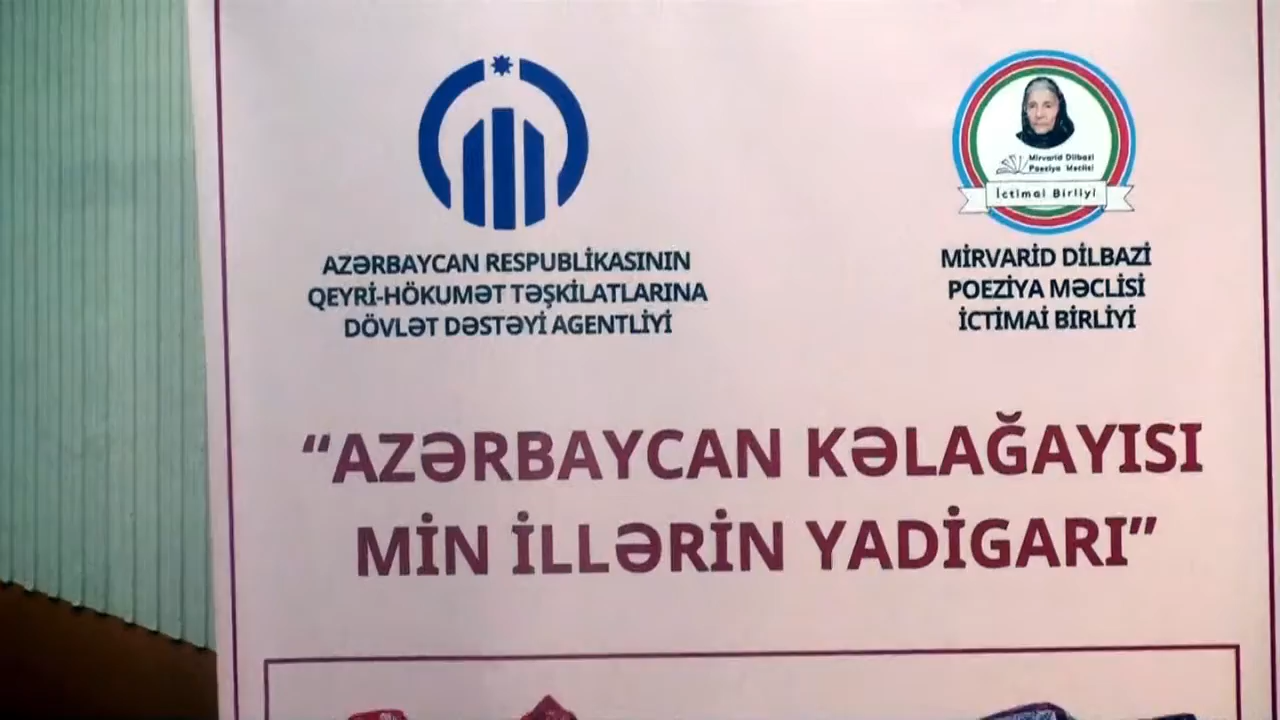 AZƏRBAYCAN RESPUBLİKASININ
QEYRİ-HÖKUMƏT TƏŞKİLATLARINA
DÖVLƏT DƏSTƏYİ AGENTLİYİ
Mirvarid Dilbazi
Poeziya Məclisi
İctimai Birliyi
MİRVARİD DİLBAZİ
POEZİYA MƏCLİSİ
İCTİMAİ BİRLİYİ
“AZƏRBAYCAN KƏLAĞAYISI
MİN İLLƏRİN YADİGARI”